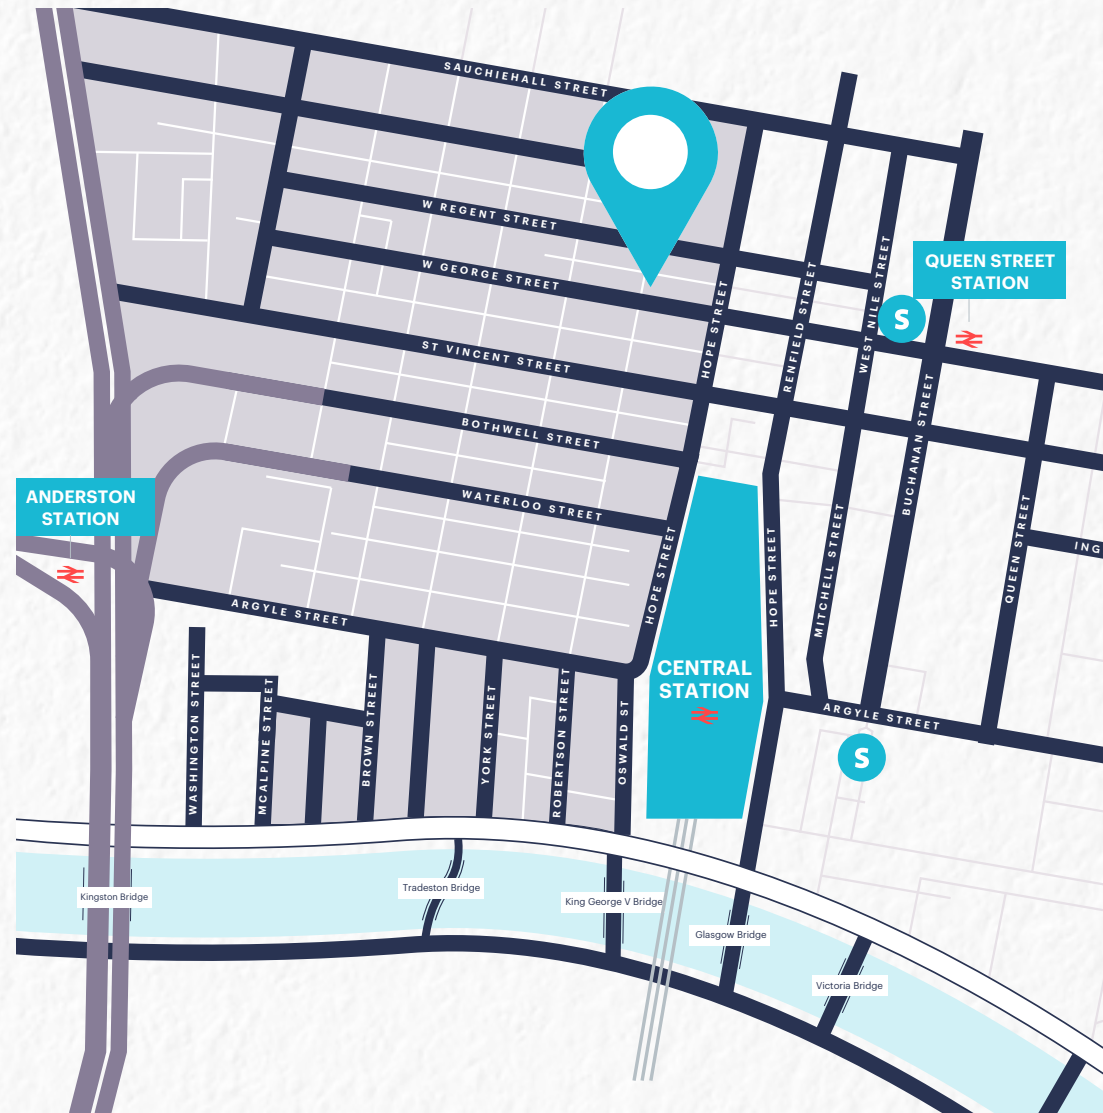 SAUCHIEHALL STREET
W REGENT STREET
W GEORGE STREET
QUEEN STREET
STATION
S
HOPE STREET
RENFIELD STREET
WEST NILE STREET
ST VINCENT STREET
BUCHANAN STREET
BOTHWELL STREET
WATERLOO STREET
ANDERSTON
STATION
HOPE STREET
HOPE STREET
MITCHELL STREET
QUEEN STREET
ING
ARGYLE STREET
CENTRAL
STATION
WASHINGTON STREET
MCALPINE STREET
BROWN STREET
YORK STREET
ROBERTSON STREET
OSWALD ST
ARGYLE STREET
S
Kingston Bridge
Tradeston Bridge
King George V Bridge
Glasgow Bridge
Victoria Bridge